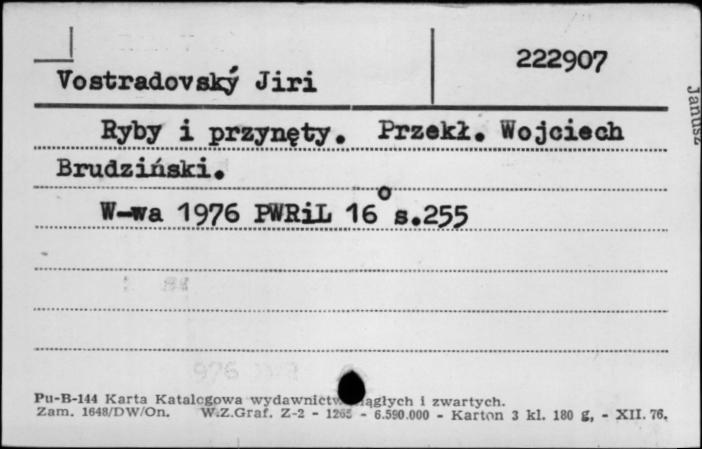 222907
Vostradovský Jiri
Ryby i przynęty. Przekł. Wojciech
Brudziński.
W-wa 1976 PWRiL 16° s.255
Pu-B-144 Karta Katalogowa wydawnictw ciągłych i zwartych.
Zam. 1648/DW/On. W.Z.Graf. Z-2 - 1265 - 6.590.000 - Karton 3 kl. 180 g, - XII. 76.
Janusz